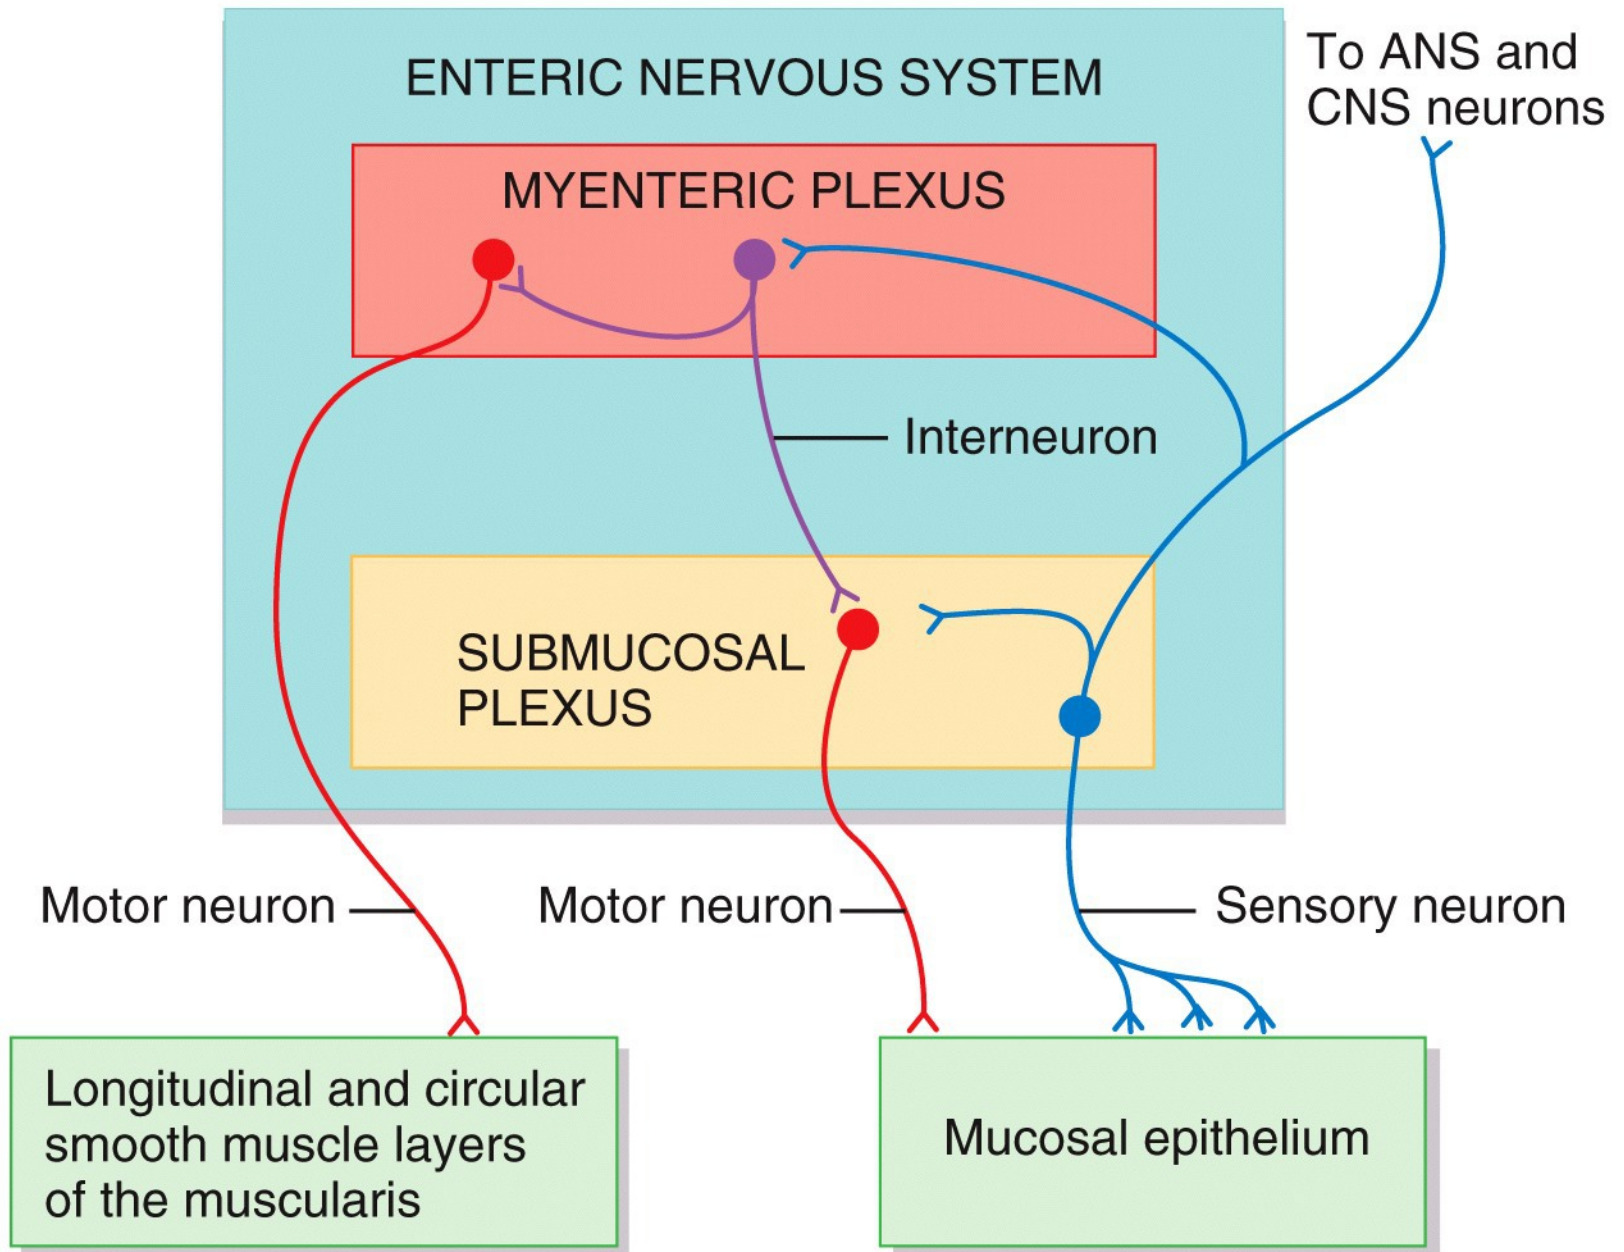 ENTERIC NERVOUS SYSTEM
To ANS and
CNS neurons
MYENTERIC PLEXUS
Interneuron
SUBMUCOSAL
PLEXUS
Motor neuron
Motor neuron
Sensory neuron
Longitudinal and circular
smooth muscle layers
of the muscularis
Mucosal epithelium